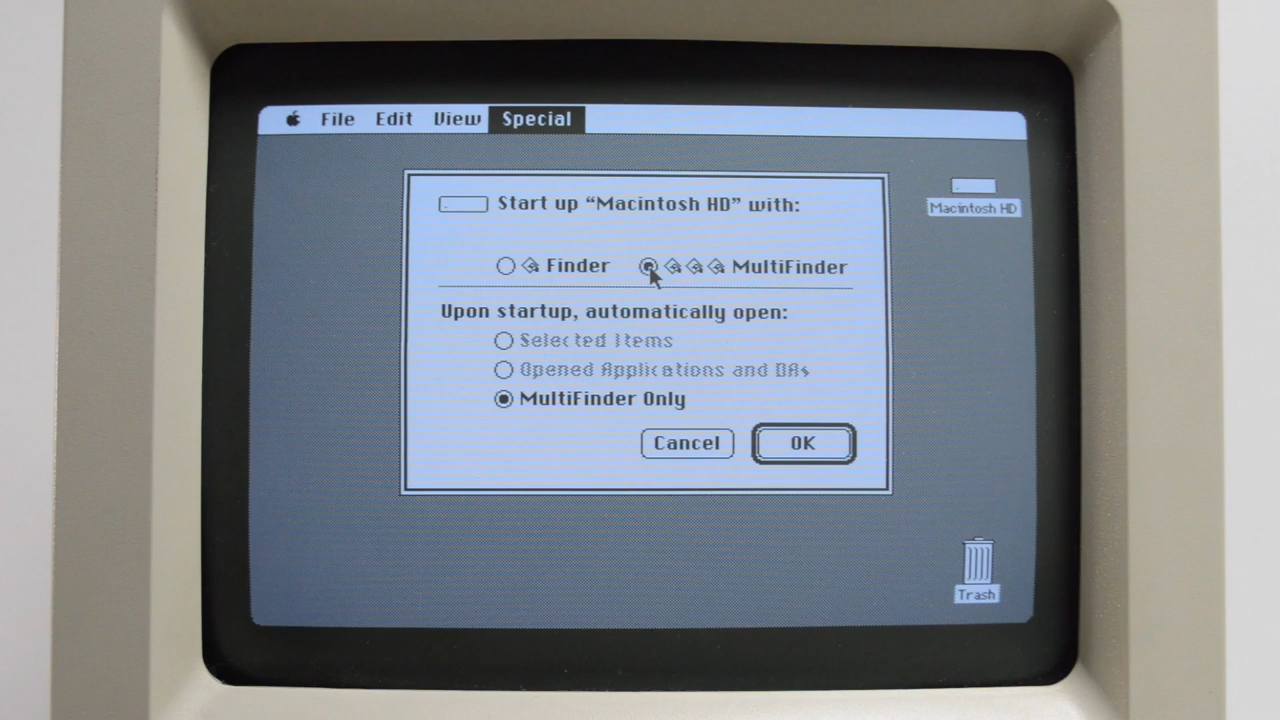 File Edit View Special
Start up “Macintosh HD” with:
Macintosh HD
Finder MultiFinder
Upon startup, automatically open:
Selected Items
Opened Applications and DAs
MultiFinder Only
Cancel OK
Trash